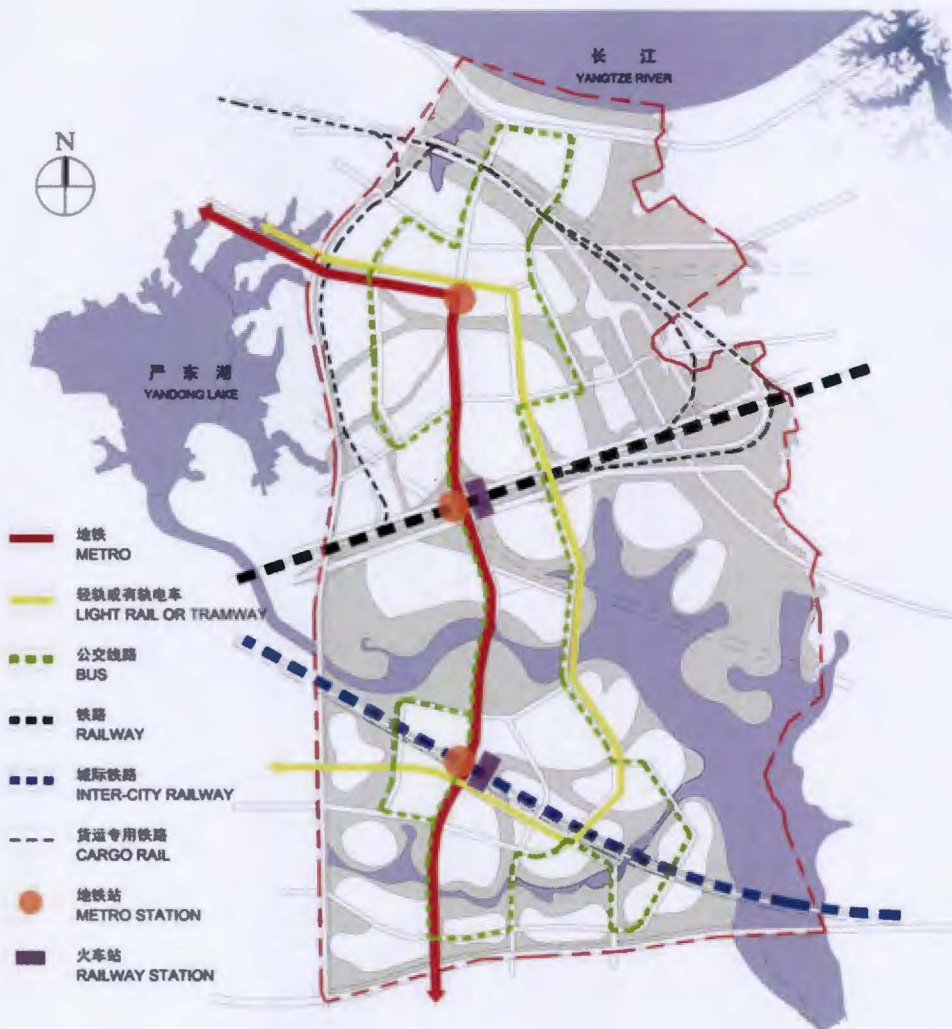 长 江
YANGTZE RIVER
N
严 东 湖
YANDONG LAKE
地铁
METRO
轻轨或有轨电车
LIGHT RAIL OR TRAMWAY
公交线路
BUS
铁路
RAILWAY
城际铁路
INTER-CITY RAILWAY
货运专用铁路
CARGO RAIL
地铁站
METRO STATION
火车站
RAILWAY STATION